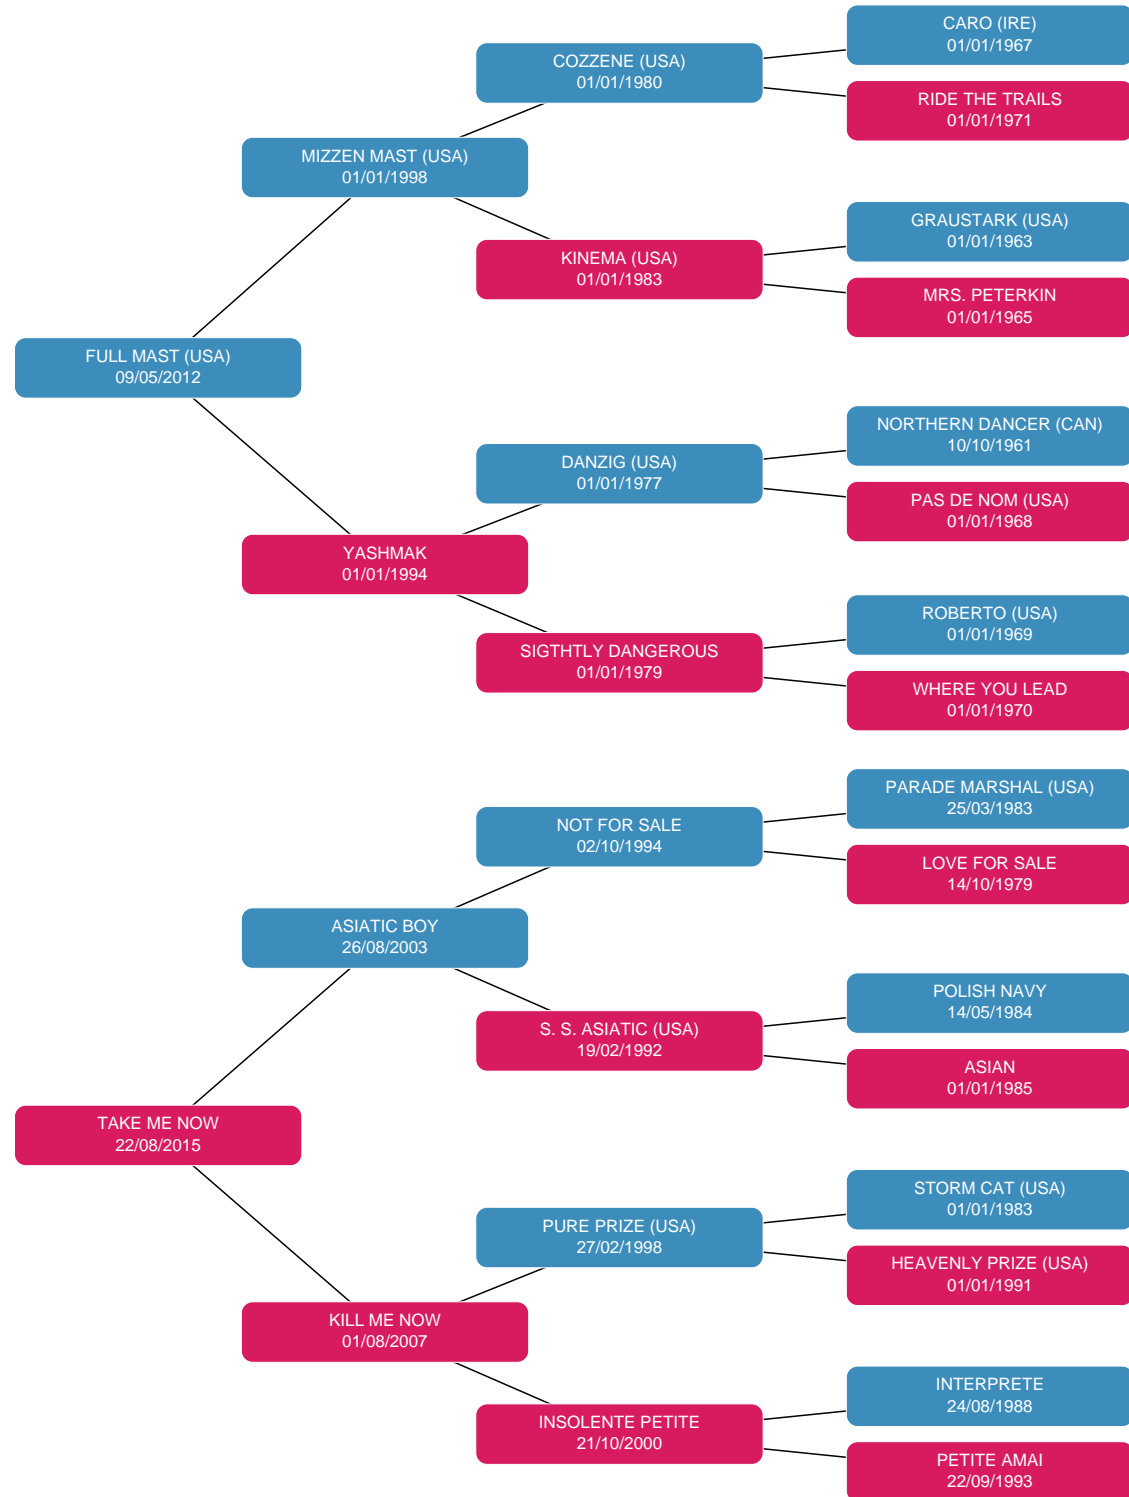 CARO (IRE)
01/01/1967
COZZENE (USA)
01/01/1980
RIDE THE TRAILS
01/01/1971
MIZZEN MAST (USA)
01/01/1998
GRAUSTARK (USA)
01/01/1963
KINEMA (USA)
01/01/1983
MRS. PETERKIN
01/01/1965
FULL MAST (USA)
09/05/2012
NORTHERN DANCER (CAN)
10/10/1961
DANZIG (USA)
01/01/1977
PAS DE NOM (USA)
01/01/1968
YASHMAK
01/01/1994
ROBERTO (USA)
01/01/1969
SIGTHTLY DANGEROUS
01/01/1979
WHERE YOU LEAD
01/01/1970
PARADE MARSHAL (USA)
25/03/1983
NOT FOR SALE
02/10/1994
LOVE FOR SALE
14/10/1979
ASIATIC BOY
26/08/2003
POLISH NAVY
14/05/1984
S. S. ASIATIC (USA)
19/02/1992
ASIAN
01/01/1985
TAKE ME NOW
22/08/2015
STORM CAT (USA)
01/01/1983
PURE PRIZE (USA)
27/02/1998
HEAVENLY PRIZE (USA)
01/01/1991
KILL ME NOW
01/08/2007
INTERPRETE
24/08/1988
INSOLENTE PETITE
21/10/2000
PETITE AMAI
22/09/1993